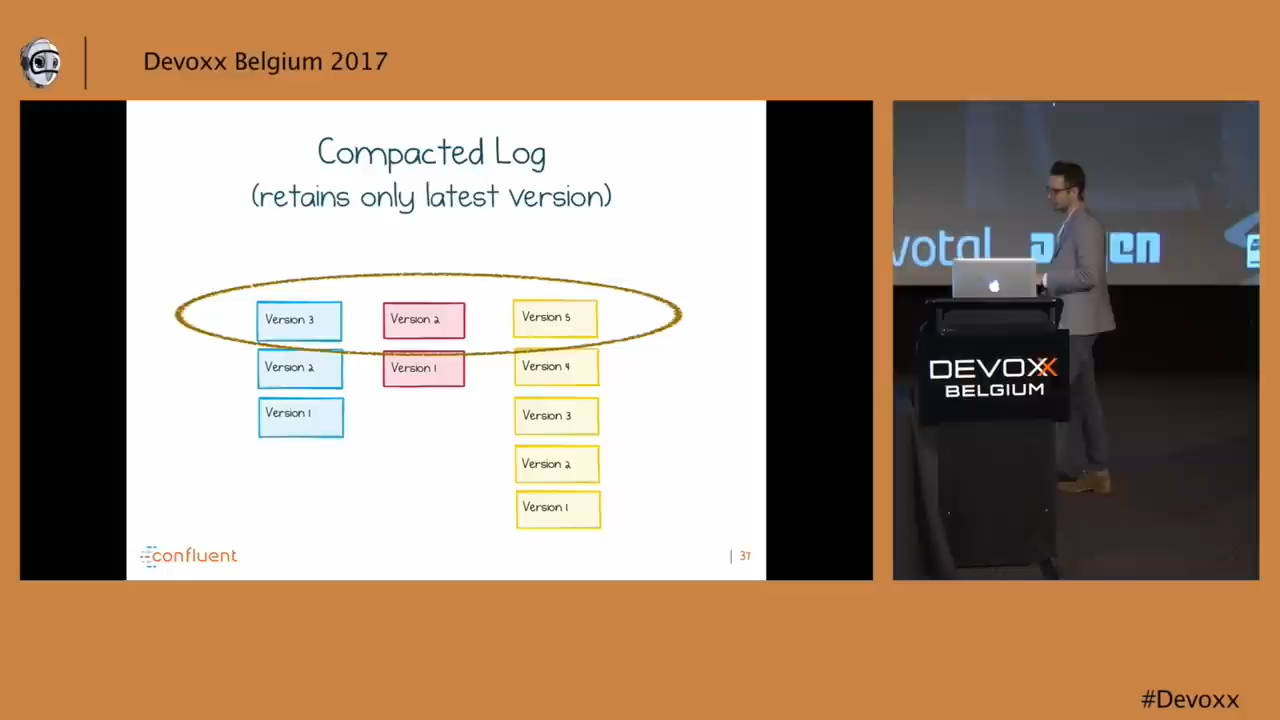 Devoxx Belgium 2017
Compacted Log
(retains only latest version)
Version 3
Version 2
Version 5
Version 2
Version 1
Version 4
Version 1
Version 3
Version 2
Version 1
confluent
| 37
votal
DEVOXX
BELGIUM
#Devoxx